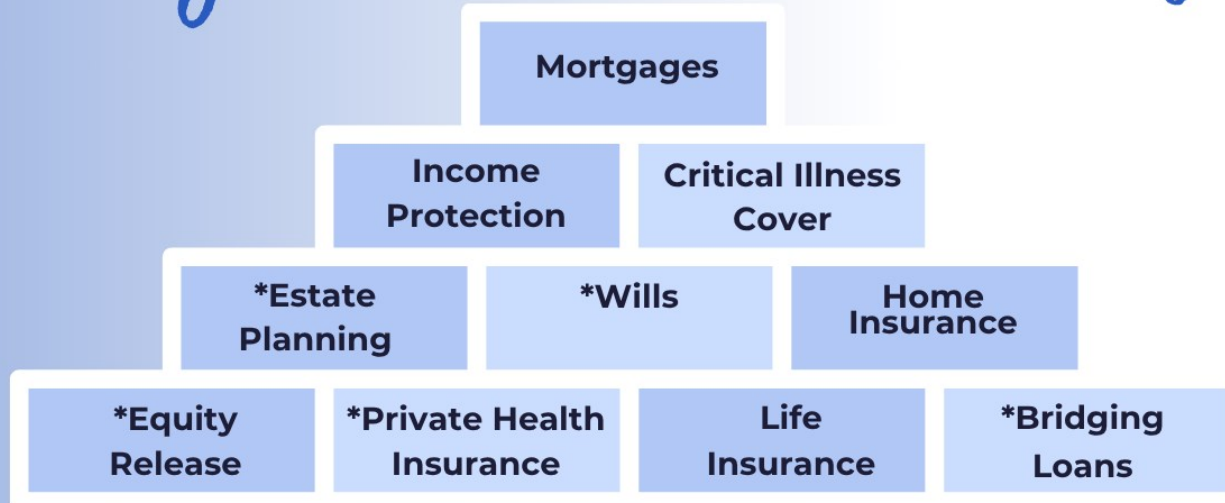 Mortgages
Income
Protection
Critical Illness
Cover
*Estate
Planning
*Wills
Home
Insurance
*Equity
Release
*Private Health
Insurance
Life
Insurance
*Bridging
Loans